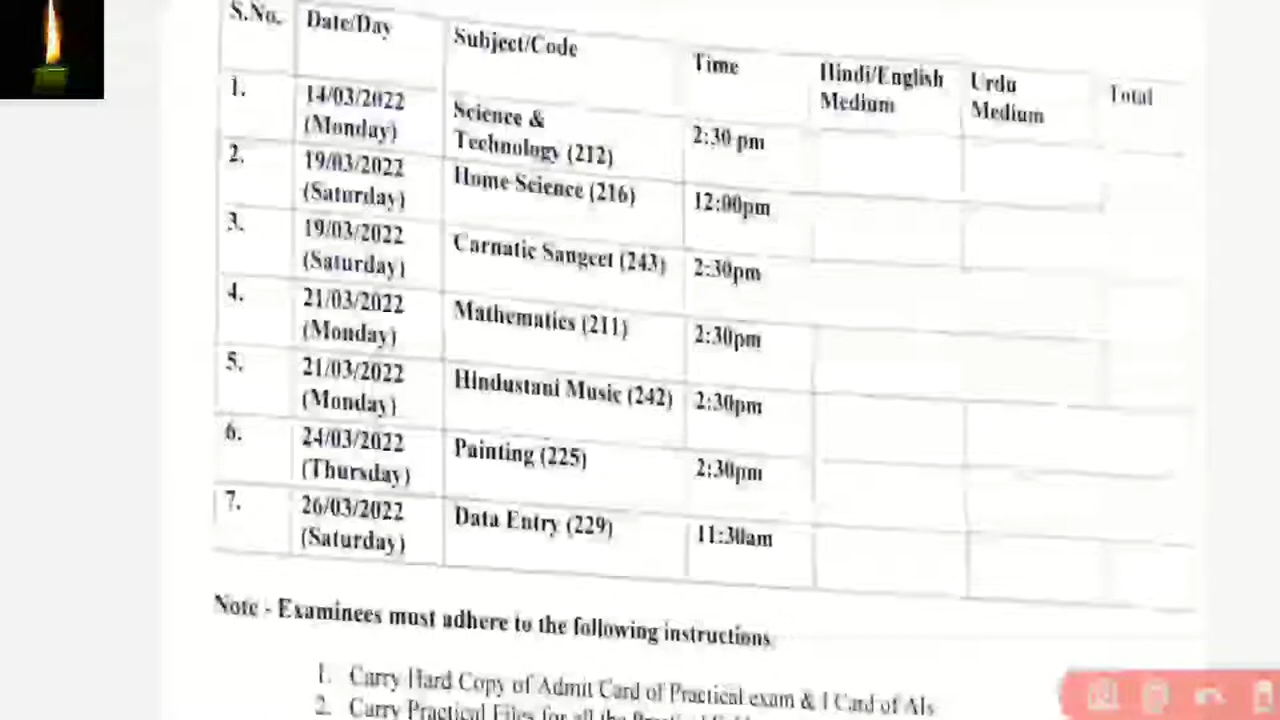 S.No. Date/Day Subject/Code Time Hindi/English Medium Urdu Medium Total
1. 14/03/2022 (Monday) Science & Technology (212) 2:30 pm
2. 19/03/2022 (Saturday) Home Science (216) 12:00pm
3. 19/03/2022 (Saturday) Carnatic Sangeet (243) 2:30pm
4. 21/03/2022 (Monday) Mathematics (211) 2:30pm
5. 21/03/2022 (Monday) Hindustani Music (242) 2:30pm
6. 24/03/2022 (Thursday) Painting (225) 2:30pm
7. 26/03/2022 (Saturday) Data Entry (229) 11:30am
Note - Examinees must adhere to the following instructions
1. Carry Hard Copy of Admit Card of Practical exam & I Card of AIs
2. Carry Practical Files for all the